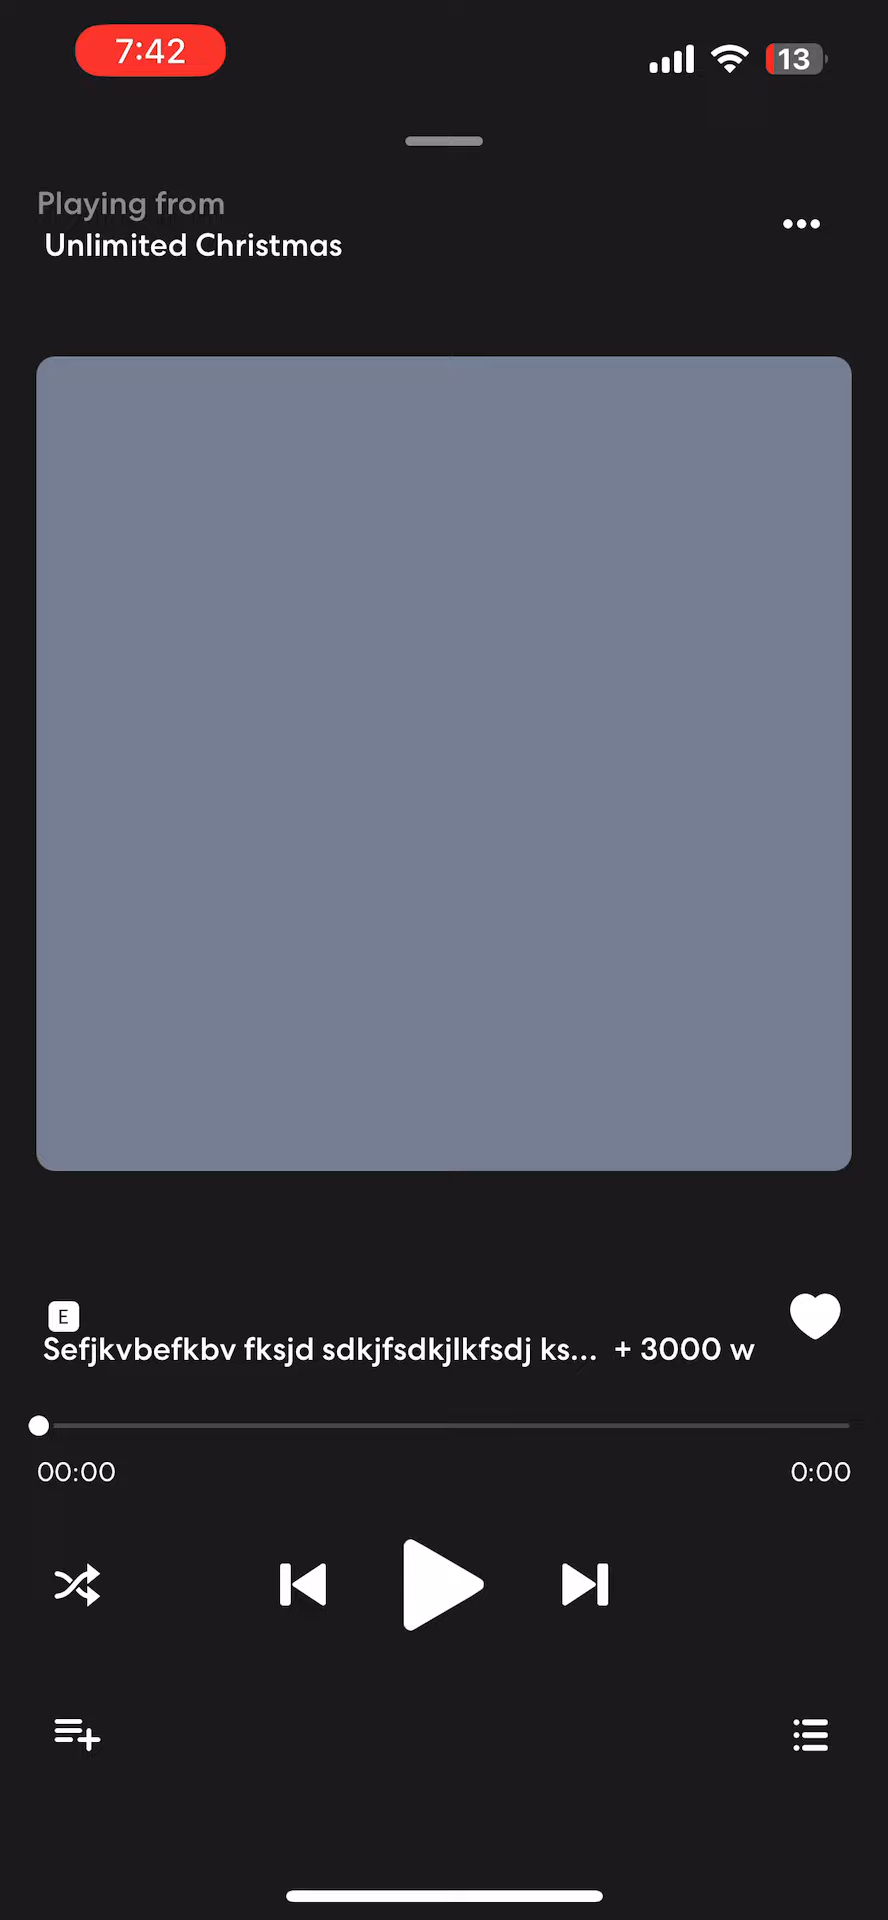 7:42
13
Playing from
Unlimited Christmas
E
Sefjkvbefkbv fksjd sdkjfsdkjlkfsdj ks... + 3000 w
00:00
0:00